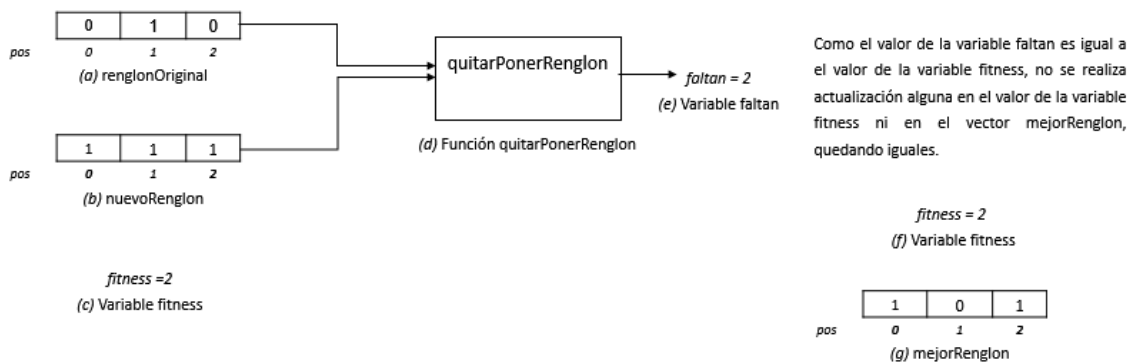 0 1 0
pos 0 1 2
(a) renglonOriginal
1 1 1
pos 0 1 2
(b) nuevoRenglon
fitness =2
(c) Variable fitness
quitarPonerRenglon
(d) Función quitarPonerRenglon
faltan = 2
(e) Variable faltan
Como el valor de la variable faltan es igual a
el valor de la variable fitness, no se realiza
actualización alguna en el valor de la variable
fitness ni en el vector mejorRenglon,
quedando iguales.
fitness = 2
(f) Variable fitness
1 0 1
pos 0 1 2
(g) mejorRenglon